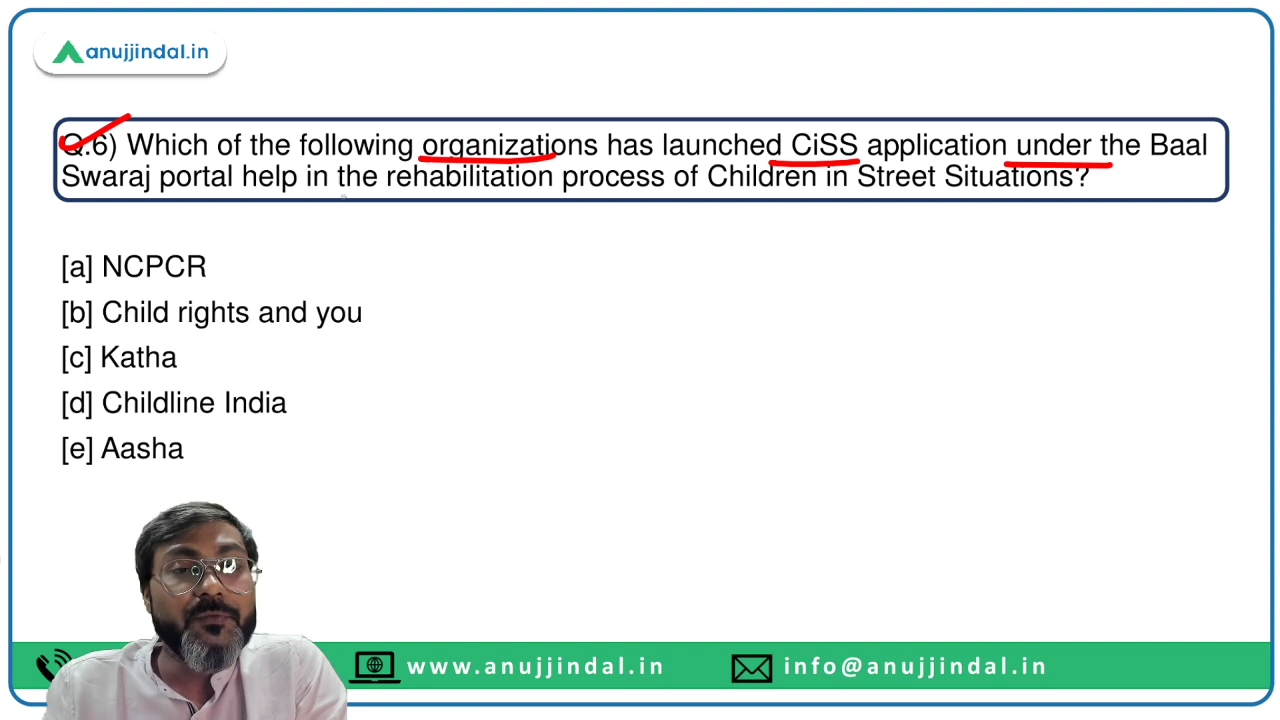 anujjindal.in
Q.6) Which of the following organizations has launched CiSS application under the Baal
Swaraj portal help in the rehabilitation process of Children in Street Situations?
[a] NCPCR
[b] Child rights and you
[c] Katha
[d] Childline India
[e] Aasha
www.anujjindal.in
info@anujjindal.in